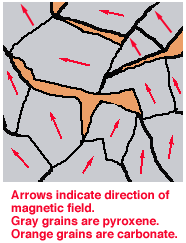 Arrows indicate direction of
magnetic field.
Gray grains are pyroxene.
Orange grains are carbonate.